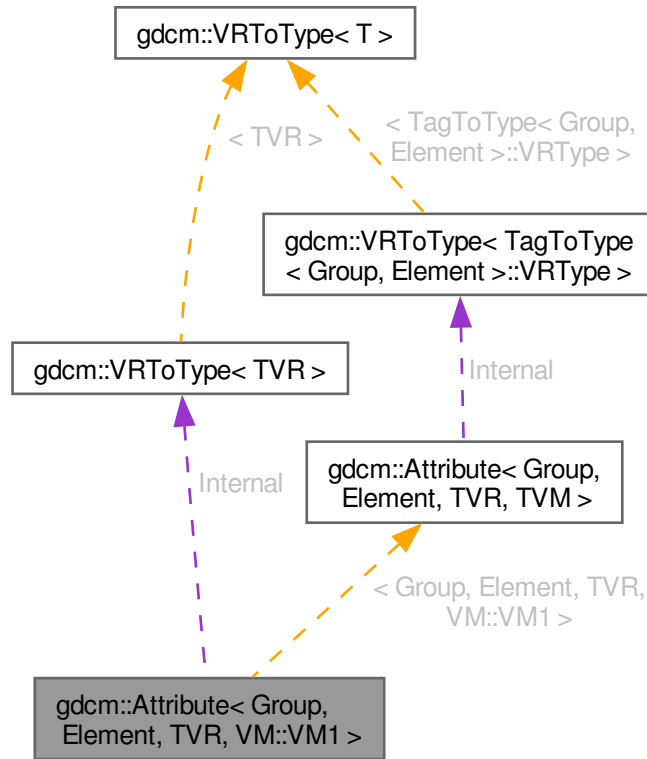 gdcm::VRToType< T >
< TVR >
< TagToType< Group,
Element >::VRType >
gdcm::VRToType< TagToType
< Group, Element >::VRType >
gdcm::VRToType< TVR >
Internal
gdcm::Attribute< Group,
Element, TVR, TVM >
Internal
< Group, Element, TVR,
VM::VM1 >
gdcm::Attribute< Group,
Element, TVR, VM::VM1 >